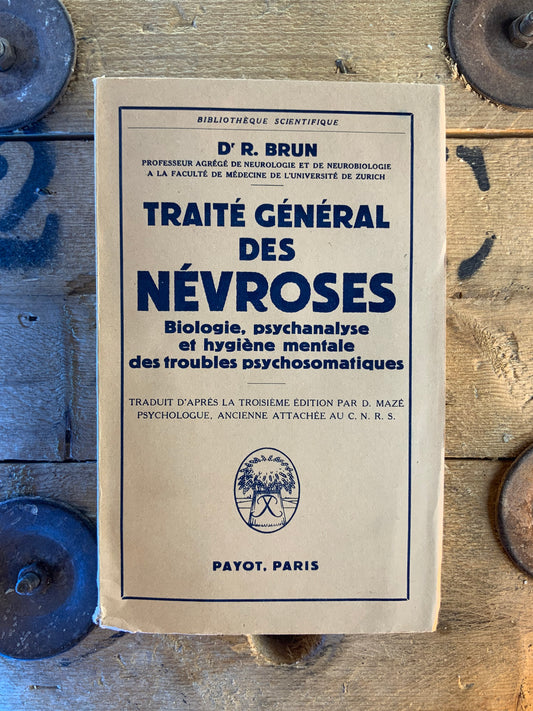 BIBLIOTHÈQUE SCIENTIFIQUE
Dr R. BRUN
PROFESSEUR AGRÉGÉ DE NEUROLOGIE ET DE NEUROBIOLOGIE
A LA FACULTÉ DE MÉDECINE DE L'UNIVERSITÉ DE ZURICH
TRAITÉ GÉNÉRAL
DES
NÉVROSES
Biologie, psychanalyse
et hygiène mentale
des troubles psychosomatiques
TRADUIT D'APRÈS LA TROISIÈME ÉDITION PAR D. MAZÉ
PSYCHOLOGUE, ANCIENNE ATTACHÉE AU C. N. R. S.
PAYOT, PARIS